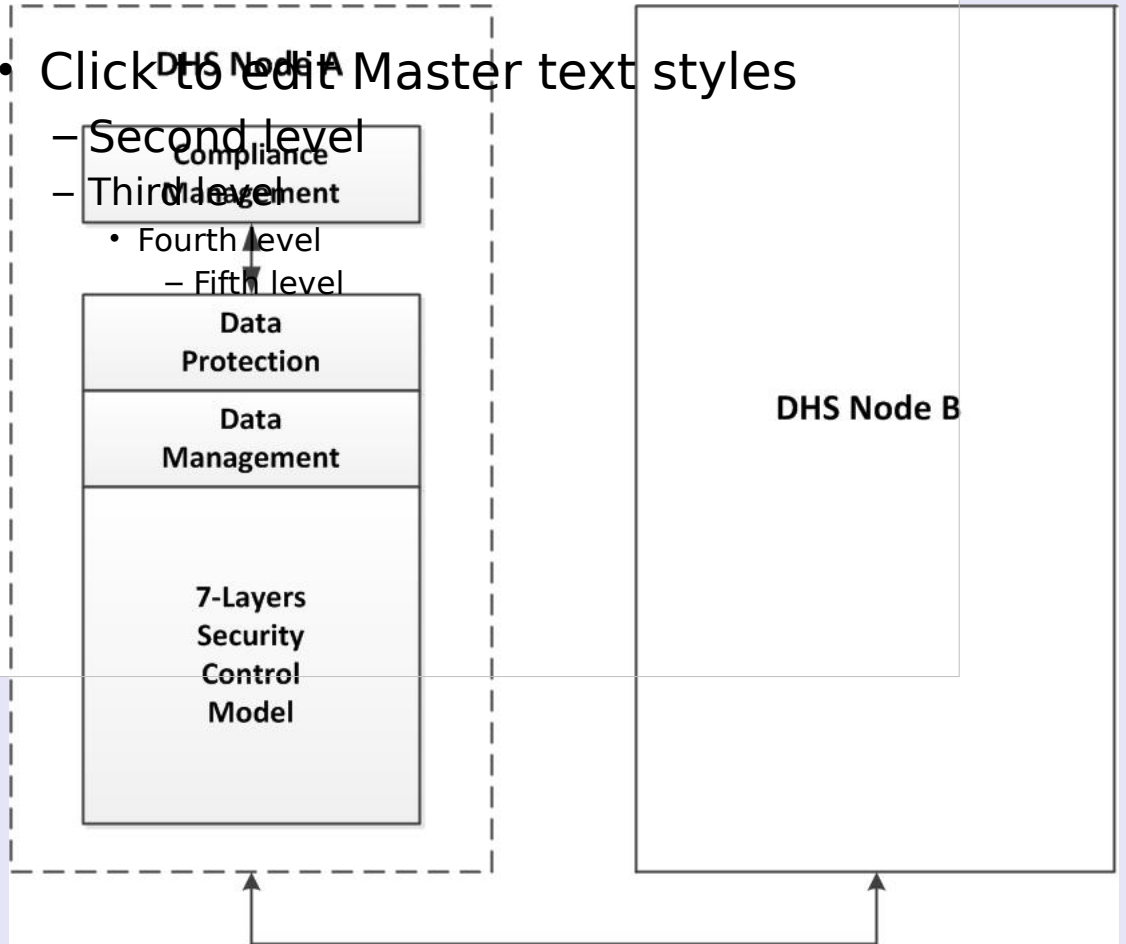 DHS Node A
• Click to edit Master text styles
– Second level
Compliance
Management
– Third level
• Fourth level
– Fifth level
Data
Protection
Data
Management
7-Layers
Security
Control
Model
DHS Node B